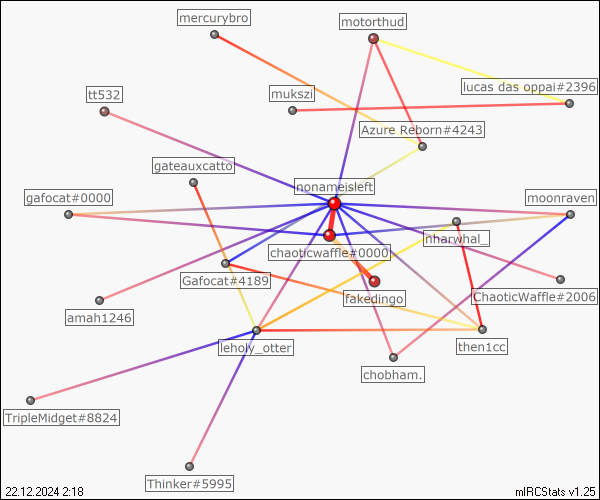 mercurybro
motorthud
lucas das oppai#2396
tt532
mukszi
Azure Reborn#4243
gateauxcatto
nonameisleft
gafocat#0000
moonraven
nharwhal_
chaoticwaffle#0000
Gafocat#4189
fakedingo
ChaoticWaffle#2006
amah1246
leholy_otter
then1cc
chobham.
TripleMidget#8824
Thinker#5995
22.12.2024 2:18
mIRCStats v1.25